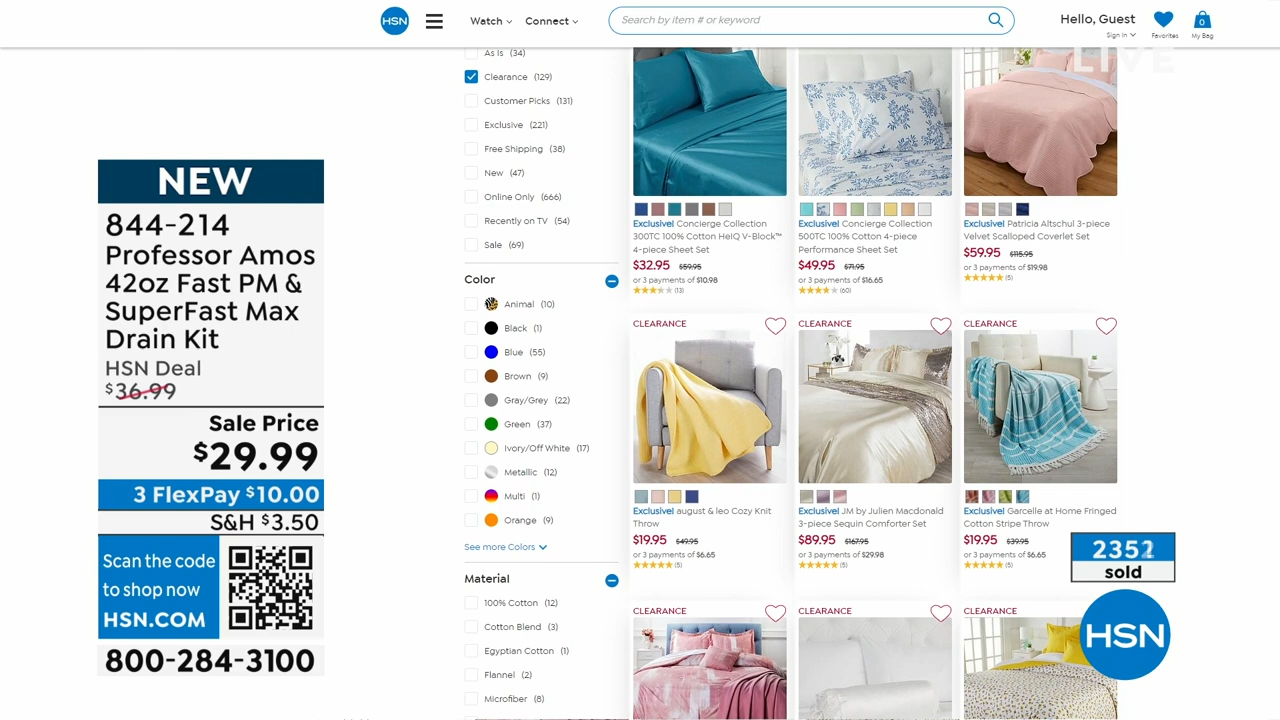 HSN
Watch
Connect
Search by item # or keyword
Hello, Guest
Sign In
Favorites
0
My Bag
LIVE
NEW
844-214
Professor Amos
42oz Fast PM &
SuperFast Max
Drain Kit
HSN Deal
$36.99
Sale Price
$29.99
3 FlexPay $10.00
S&H $3.50
Scan the code
to shop now
HSN.COM
800-284-3100
As Is (34)
Clearance (129)
Customer Picks (131)
Exclusive (221)
Free Shipping (38)
New (47)
Online Only (666)
Recently on TV (54)
Sale (69)
Color
Animal (10)
Black (1)
Blue (55)
Brown (9)
Gray/Grey (22)
Green (37)
Ivory/Off White (17)
Metallic (12)
Multi (1)
Orange (9)
See more Colors
Material
100% Cotton (12)
Cotton Blend (3)
Egyptian Cotton (1)
Flannel (2)
Microfiber (8)
Exclusive! Concierge Collection
300TC 100% Cotton HeiQ V-Block™
4-piece Sheet Set
$32.95 $59.95
or 3 payments of $10.98
(13)
Exclusive! Concierge Collection
500TC 100% Cotton 4-piece
Performance Sheet Set
$49.95 $71.95
or 3 payments of $16.65
(60)
Exclusive! Patricia Altschul 3-piece
Velvet Scalloped Coverlet Set
$59.95 $115.95
or 3 payments of $19.98
(5)
CLEARANCE
Exclusive! august & leo Cozy Knit
Throw
$19.95 $49.95
or 3 payments of $6.65
(5)
CLEARANCE
Exclusive! JM by Julien Macdonald
3-piece Sequin Comforter Set
$89.95 $167.95
or 3 payments of $29.98
(5)
CLEARANCE
Exclusive! Garcelle at Home Fringed
Cotton Stripe Throw
$19.95 $39.95
or 3 payments of $6.65
(5)
CLEARANCE
CLEARANCE
CLEARANCE
sold
HSN